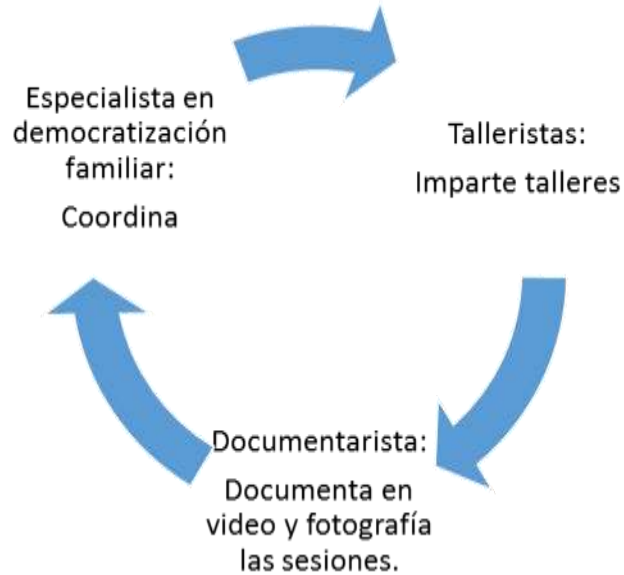 Especialista en
democratización
familiar:
Coordina
Talleristas:
Imparte talleres
Documentarista:
Documenta en
video y fotografía
las sesiones.